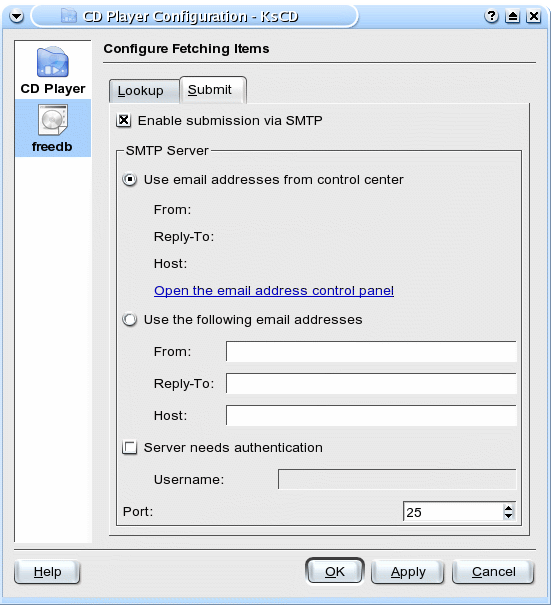 CD Player Configuration - KsCD
Configure Fetching Items
CD Player
freedb
Lookup
Submit
Enable submission via SMTP
SMTP Server
Use email addresses from control center
From:
Reply-To:
Host:
Open the email address control panel
Use the following email addresses
From:
Reply-To:
Host:
Server needs authentication
Username:
Port: 25
Help OK Apply Cancel